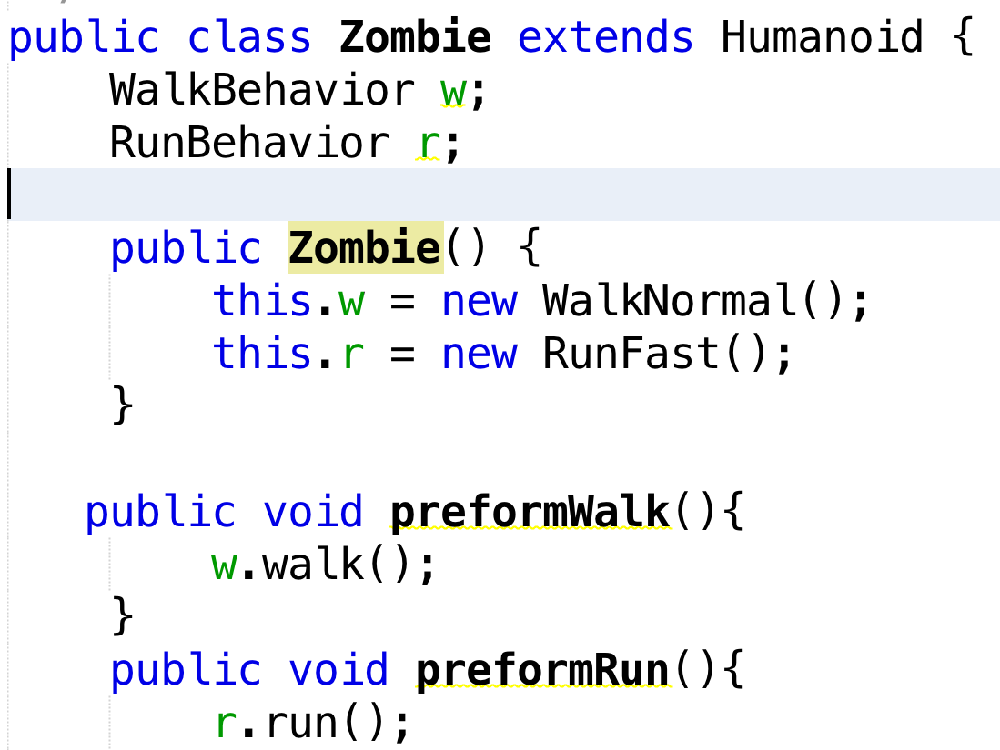 public class Zombie extends Humanoid {
WalkBehavior w;
RunBehavior r;
public Zombie() {
this.w = new WalkNormal();
this.r = new RunFast();
}
public void preformWalk(){
w.walk();
}
public void preformRun(){
r.run();